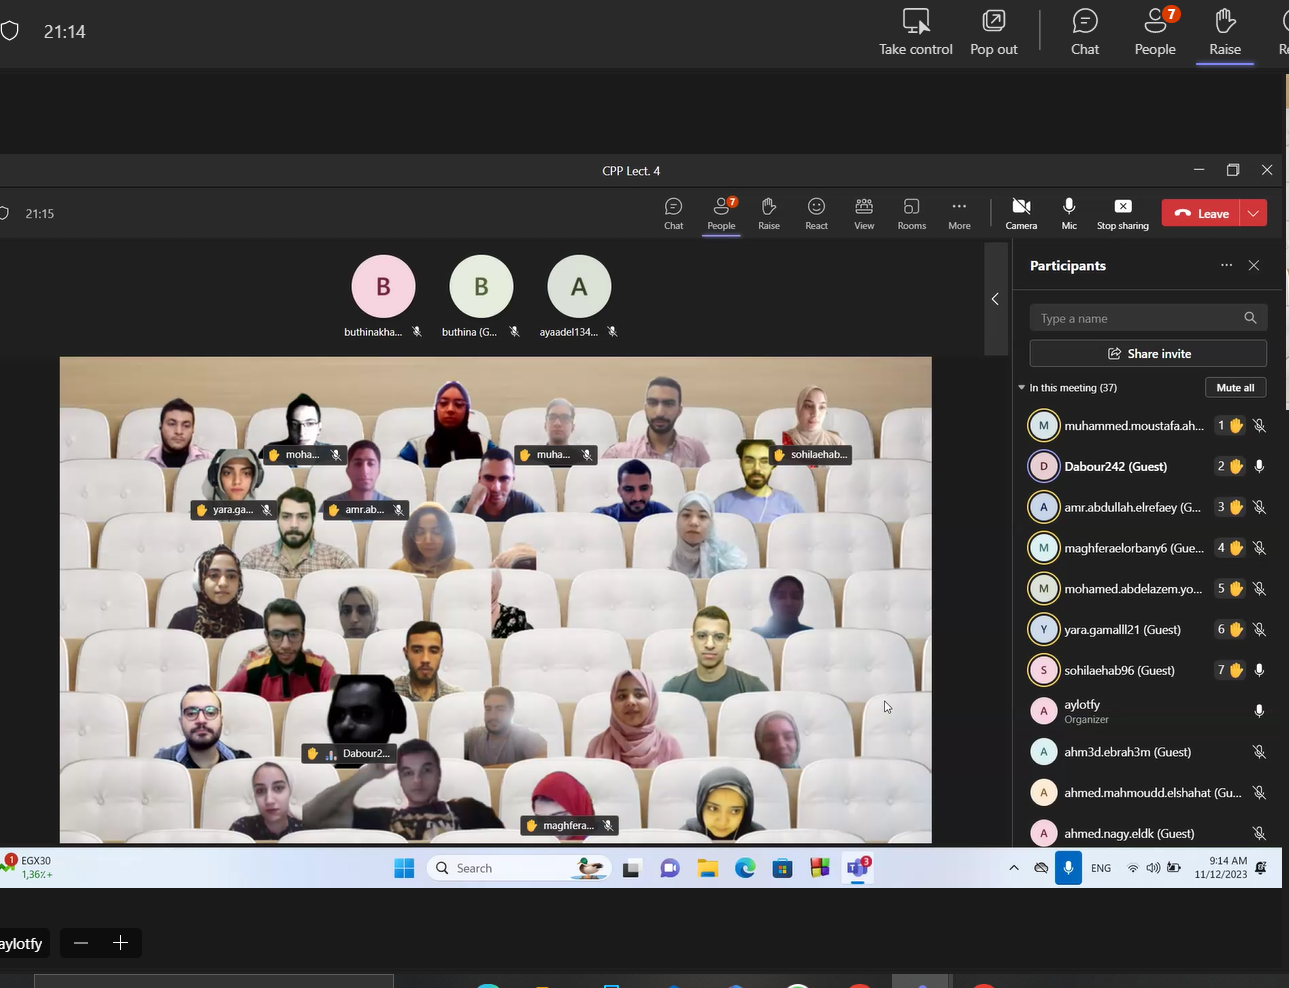 21:14
Take control
Pop out
Chat
7
People
Raise
CPP Lect. 4
21:15
Chat
7
People
Raise
React
View
Rooms
More
Camera
Mic
Stop sharing
Leave
B
buthinakha...
B
buthina (G...
A
ayaadel134...
moha...
muha...
sohilaehab...
yara.ga...
amr.ab...
Dabour2...
maghfera...
Participants
Type a name
Share invite
In this meeting (37)
Mute all
M muhammed.moustafa.ah... 1
D Dabour242 (Guest) 2
A amr.abdullah.elrefaey (G... 3
M maghferaelorbany6 (Gue... 4
M mohamed.abdelazem.yo... 5
Y yara.gamalll21 (Guest) 6
S sohilaehab96 (Guest) 7
A aylotfy
Organizer
A ahm3d.ebrah3m (Guest)
A ahmed.mahmoudd.elshahat (Gu...
A ahmed.nagy.eldk (Guest)
1 EGX30
1,36%+
Search
3
ENG
9:14 AM
11/12/2023
aylotfy